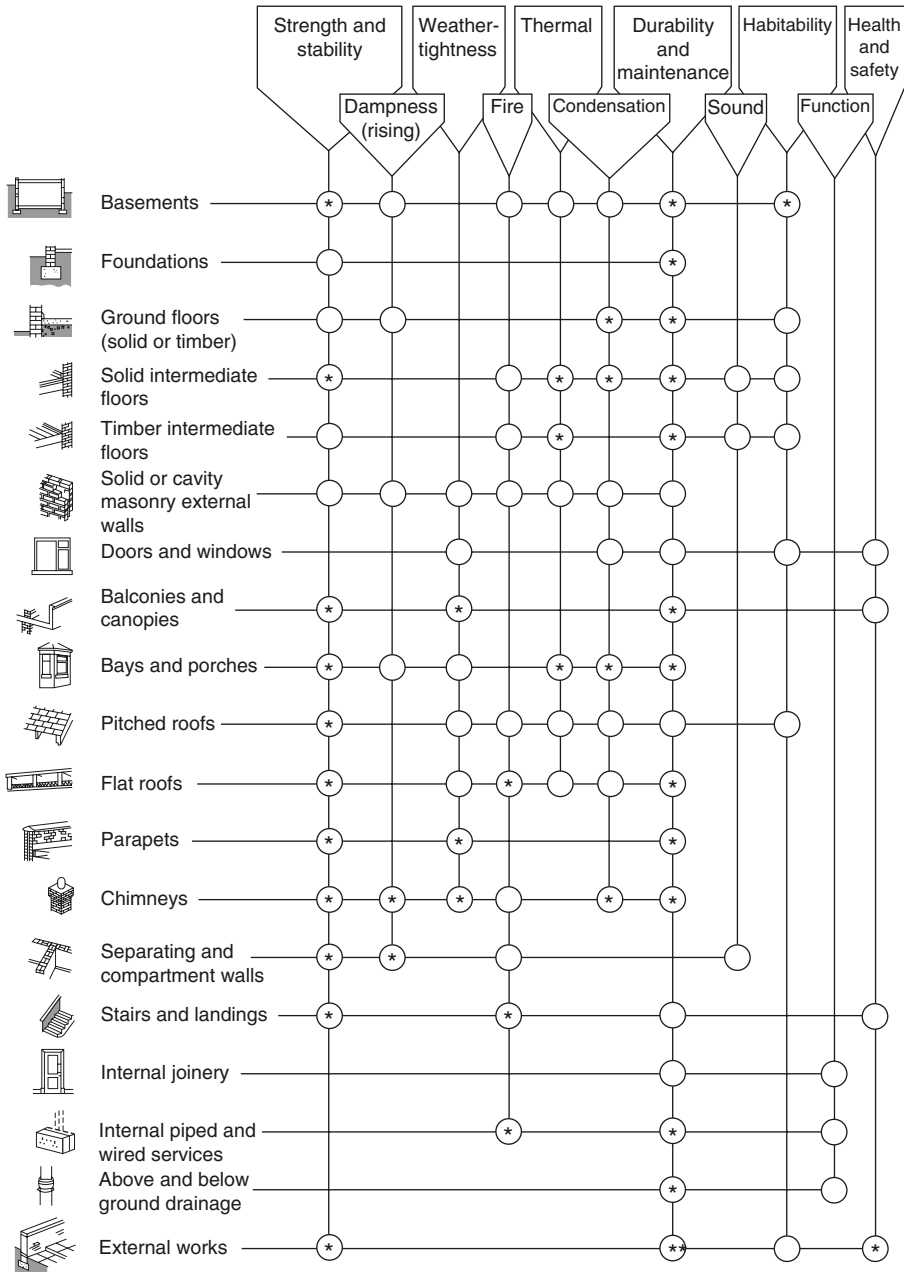 Strength and
stability
Weather-
tightness
Thermal
Durability
and
maintenance
Habitability
Health
and
safety
Dampness
(rising)
Fire
Condensation
Sound
Function
Basements
* * *
Foundations
*
Ground floors
(solid or timber)
* *
Solid intermediate
floors
* * * *
Timber intermediate
floors
* *
Solid or cavity
masonry external
walls
Doors and windows
Balconies and
canopies
* * *
Bays and porches
* * * *
Pitched roofs
*
Flat roofs
* * *
Parapets
* * *
Chimneys
* * * * *
Separating and
compartment walls
* *
Stairs and landings
* *
Internal joinery
Internal piped and
wired services
* *
Above and below
ground drainage
*
External works
* ** *